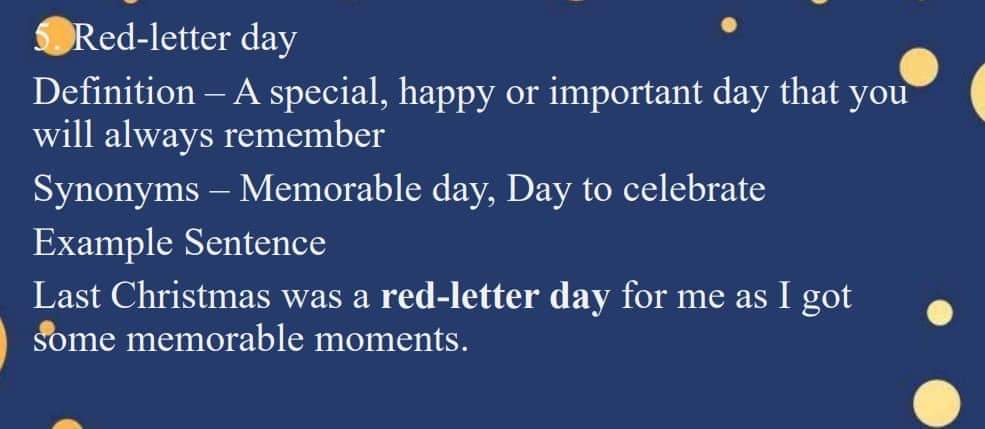 5. Red-letter day
Definition – A special, happy or important day that you
will always remember
Synonyms – Memorable day, Day to celebrate
Example Sentence
Last Christmas was a red-letter day for me as I got
some memorable moments.